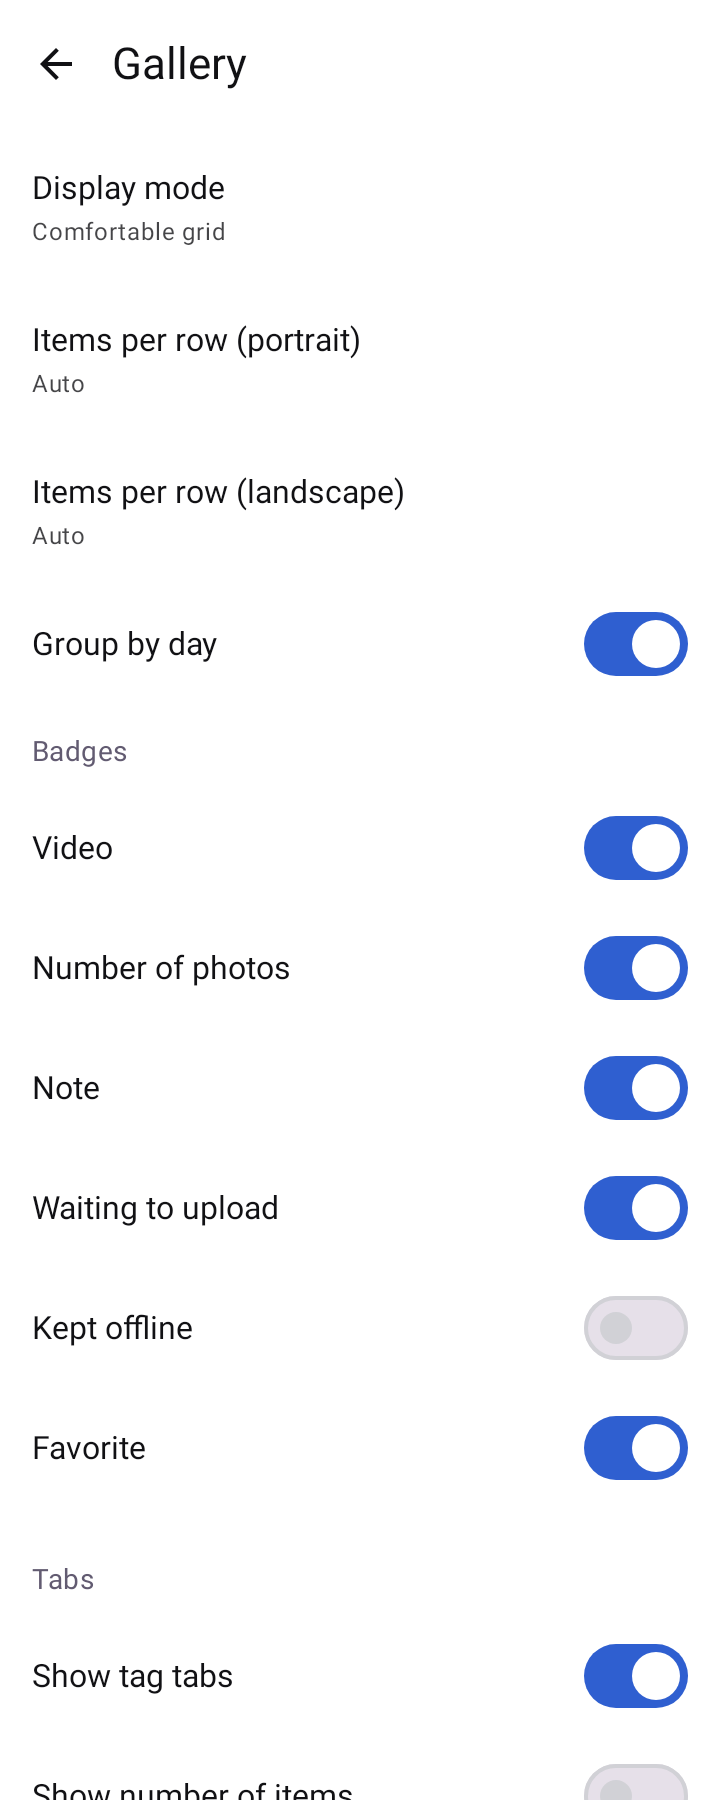 Gallery
Display mode
Comfortable grid
Items per row (portrait)
Auto
Items per row (landscape)
Auto
Group by day
Badges
Video
Number of photos
Note
Waiting to upload
Kept offline
Favorite
Tabs
Show tag tabs
Show number of items